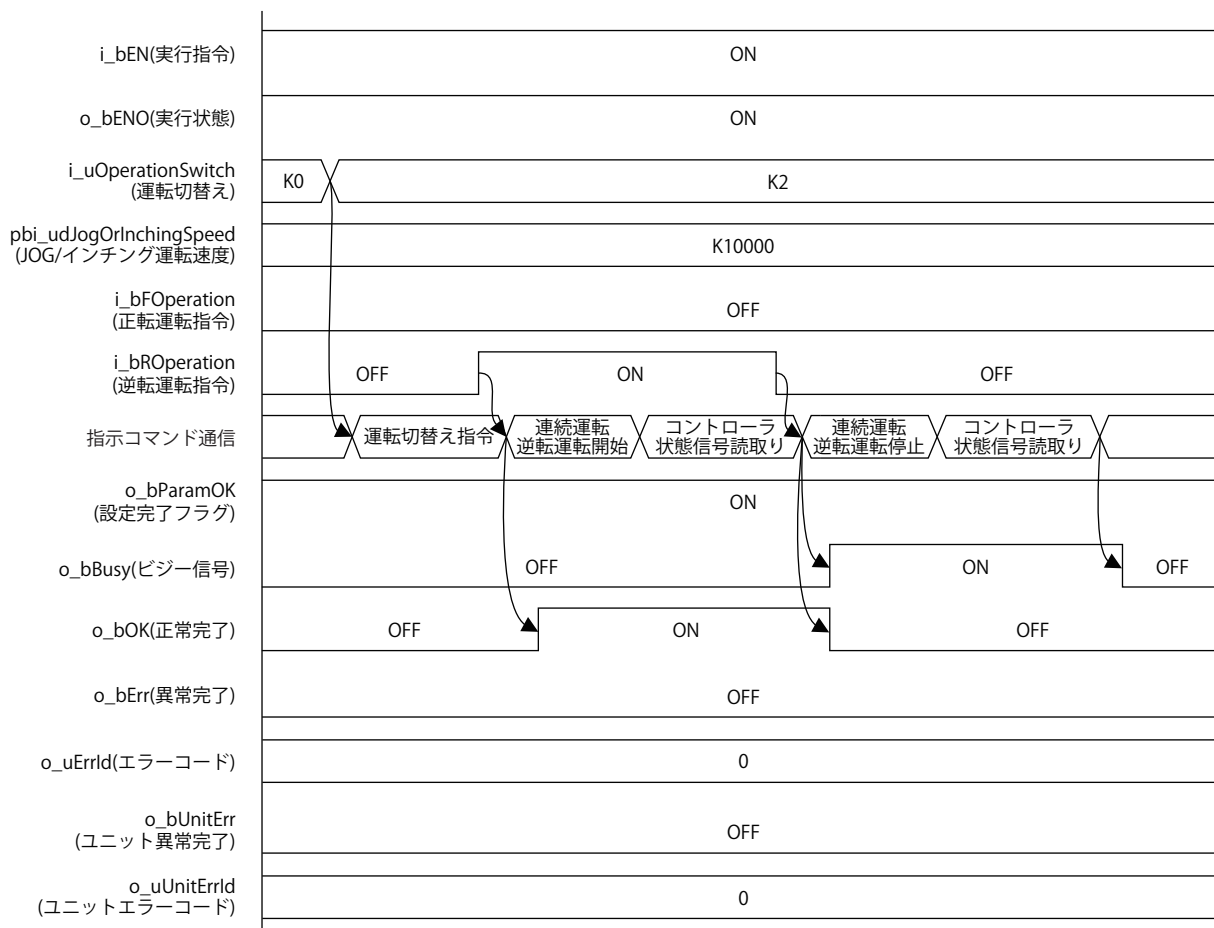 i_bEN(実行指令)
ON
o_bENO(実行状態)
ON
i_uOperationSwitch
(運転切替え)
K0
K2
pbi_udJogOrInchingSpeed
(JOG/インチング運転速度)
K10000
i_bFOperation
(正転運転指令)
OFF
i_bROperation
(逆転運転指令)
OFF
ON
OFF
指示コマンド通信
運転切替え指令
連続運転
逆転運転開始
コントローラ
状態信号読取り
連続運転
逆転運転停止
コントローラ
状態信号読取り
o_bParamOK
(設定完了フラグ)
ON
o_bBusy(ビジー信号)
OFF
ON
OFF
o_bOK(正常完了)
OFF
ON
OFF
o_bErr(異常完了)
OFF
o_uErrId(エラーコード)
0
o_bUnitErr
(ユニット異常完了)
OFF
o_uUnitErrId
(ユニットエラーコード)
0